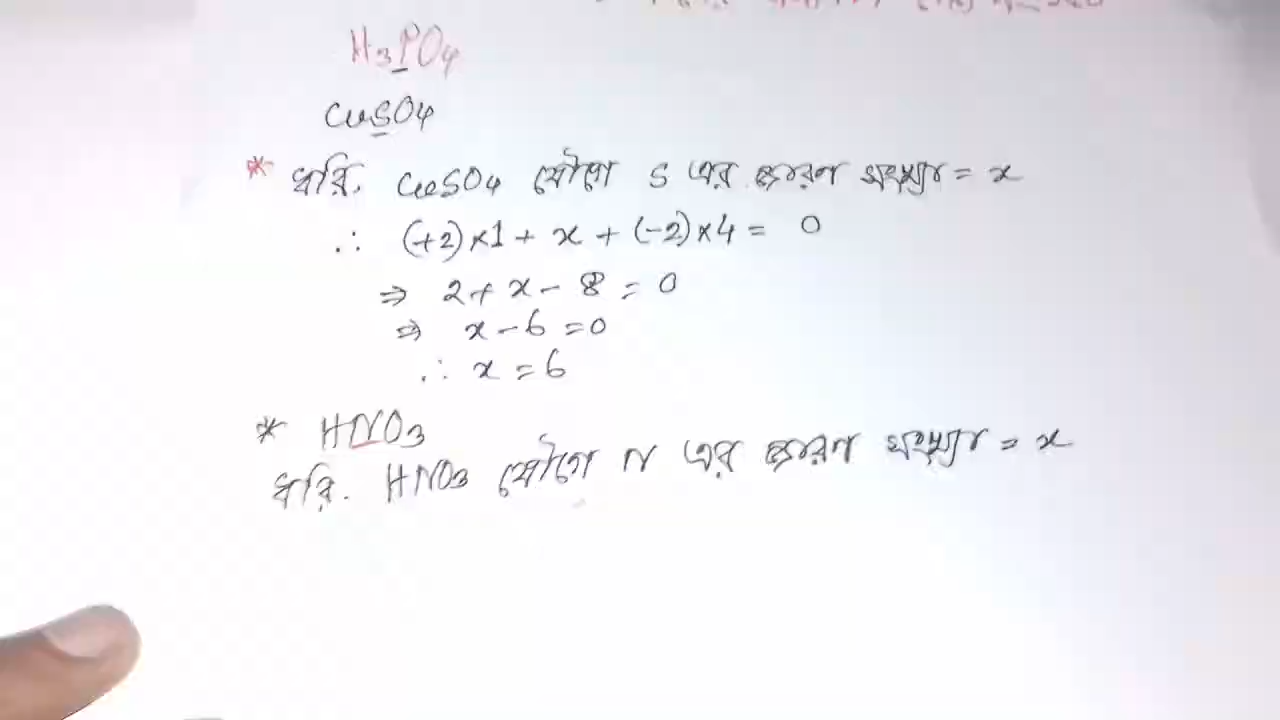 H₃PO₄
CuSO₄
* ধরি, CuSO₄ যৌগে S এর জারণ সংখ্যা = x
∴ (+2)×1 + x + (-2)×4 = 0
⇒ 2 + x - 8 = 0
⇒ x - 6 = 0
∴ x = 6
* HNO₃
ধরি. HNO₃ যৌগে N এর জারণ সংখ্যা = x